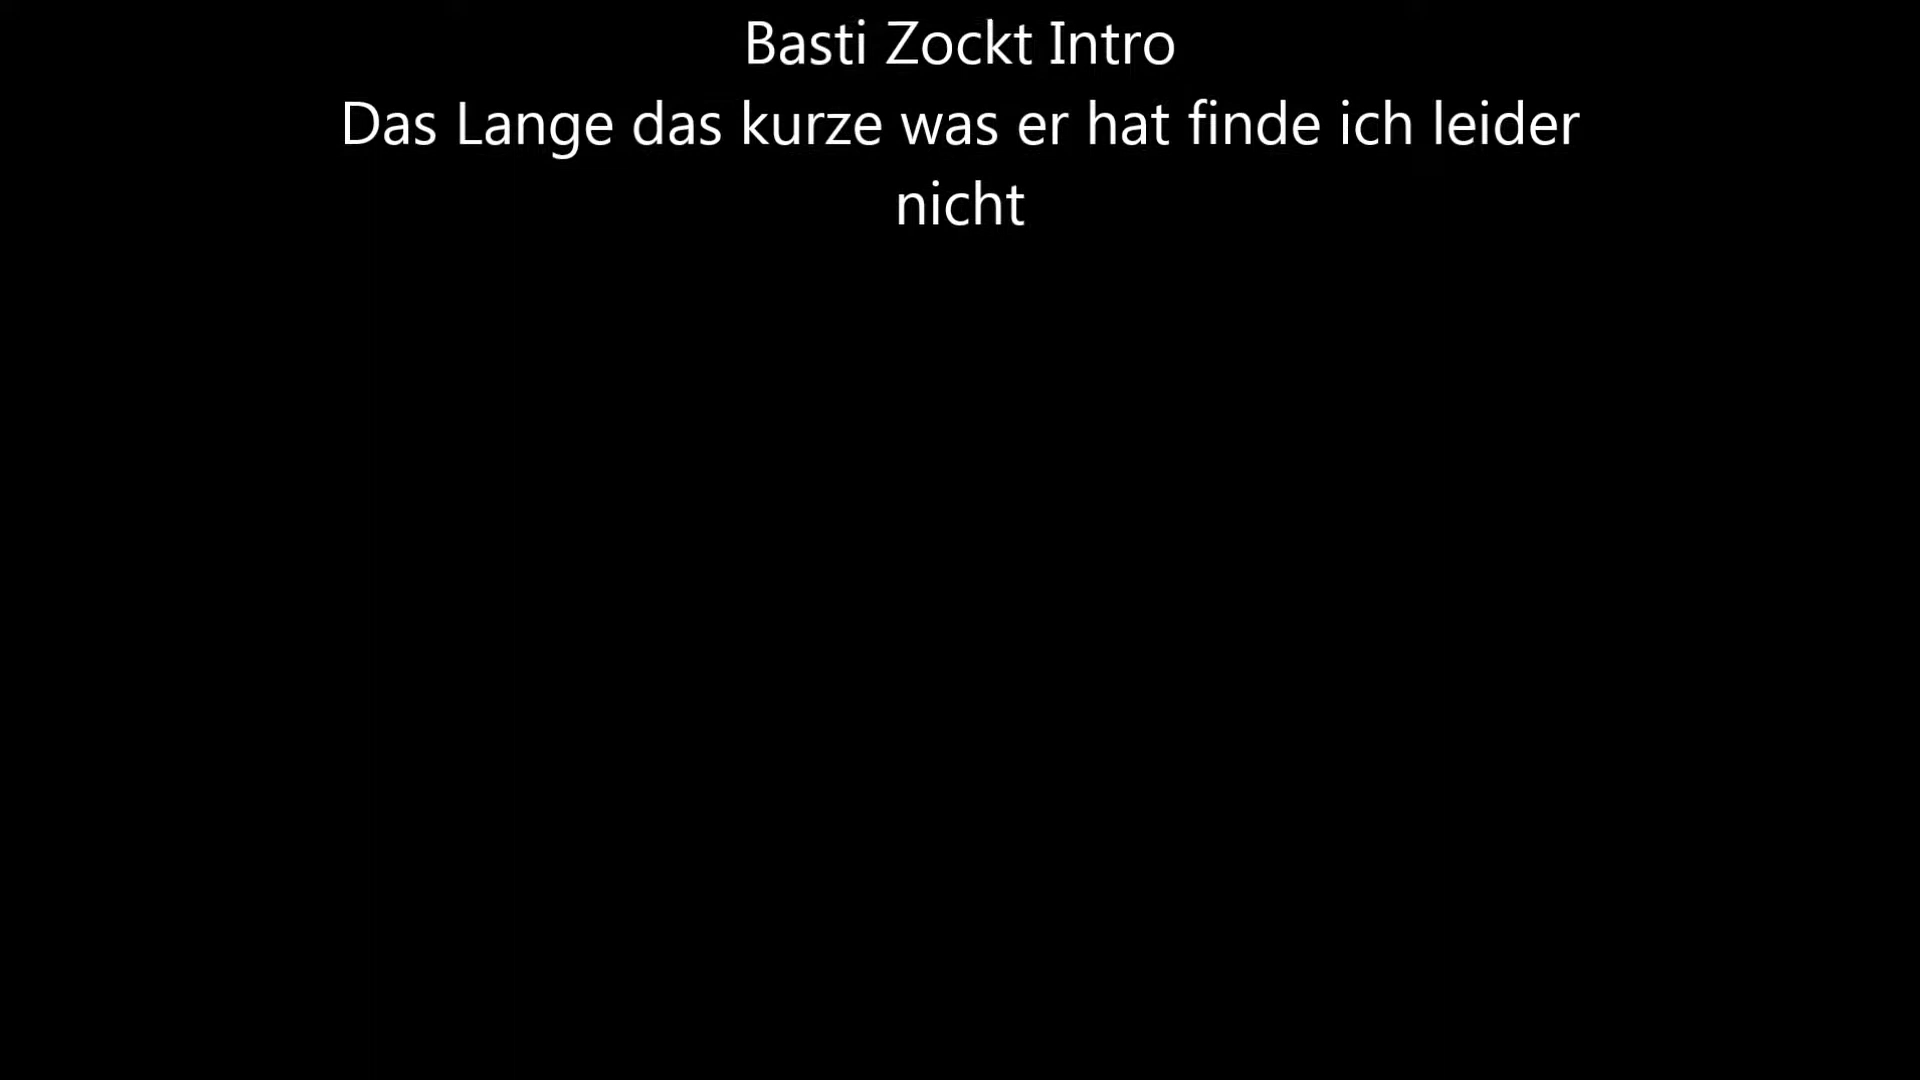 Basti Zockt Intro
Das Lange das kurze was er hat finde ich leider
nicht